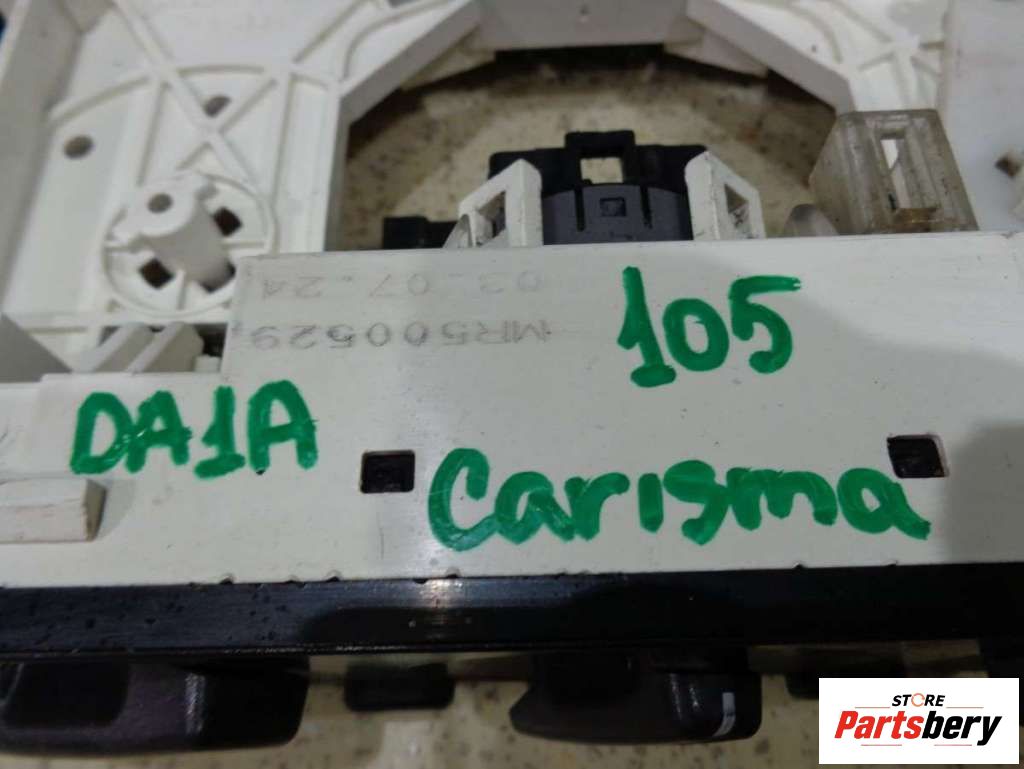 03.07.24
MR500529
105
DA1A
Carisma
STORE
Partsbery